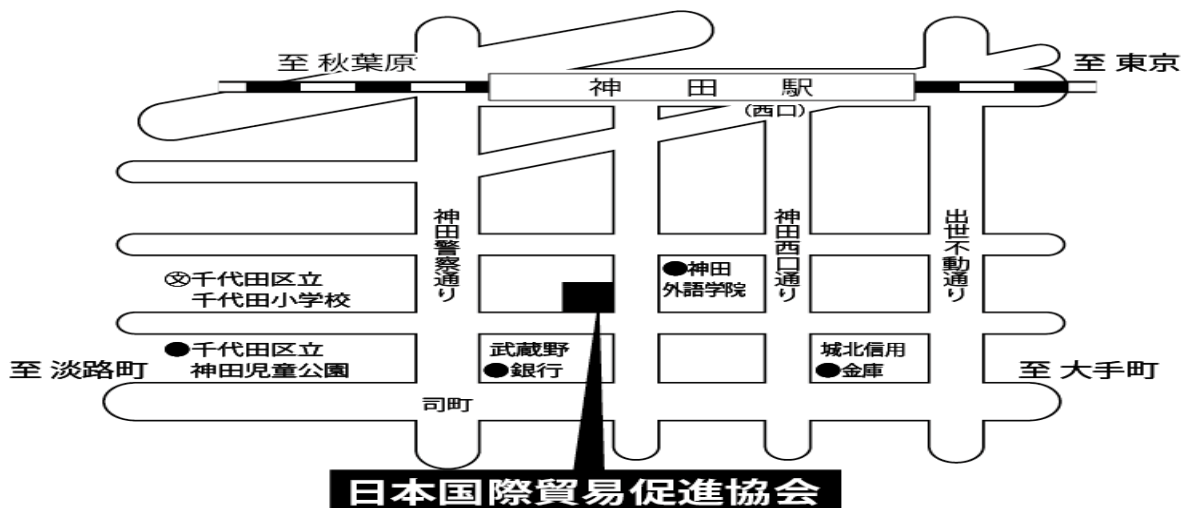 至 秋葉原
至 東京
神田駅
(西口)
神田警察通り
神田西口通り
出世不動通り
千代田区立
千代田小学校
神田
外語学院
千代田区立
神田児童公園
武蔵野
銀行
城北信用
金庫
至 淡路町
至 大手町
司町
日本国際貿易促進協会